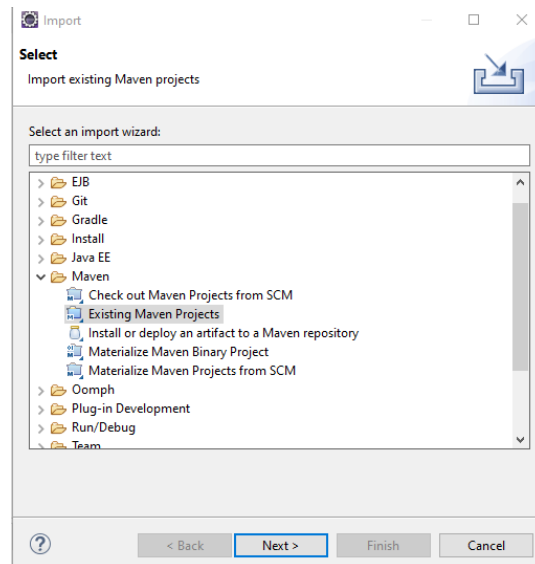 Import
Select
Import existing Maven projects
Select an import wizard:
type filter text
EJB
Git
Gradle
Install
Java EE
Maven
Check out Maven Projects from SCM
Existing Maven Projects
Install or deploy an artifact to a Maven repository
Materialize Maven Binary Project
Materialize Maven Projects from SCM
Oomph
Plug-in Development
Run/Debug
Team
< Back Next > Finish Cancel